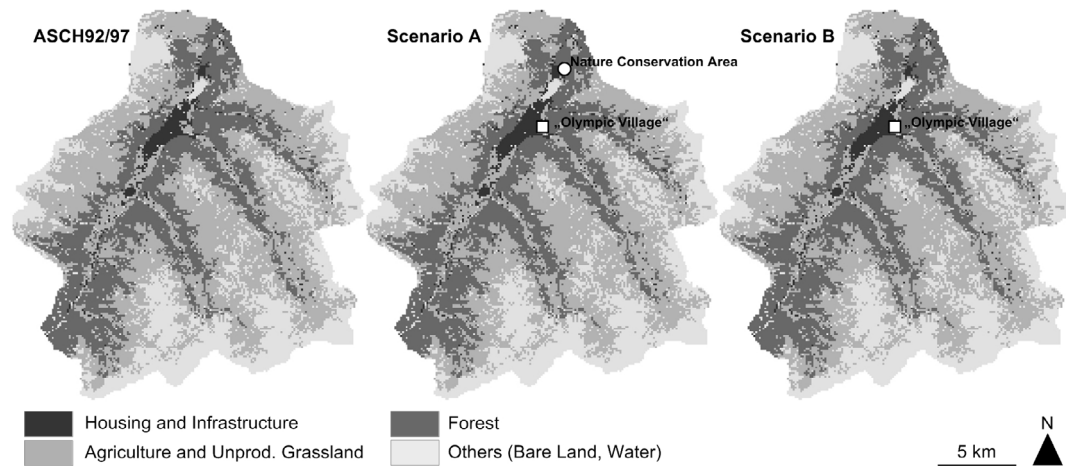 ASCH92/97
Scenario A
Scenario B
Nature Conservation Area
„Olympic Village“
„Olympic Village“
Housing and Infrastructure
Forest
N
Agriculture and Unprod. Grassland
Others (Bare Land, Water)
5 km